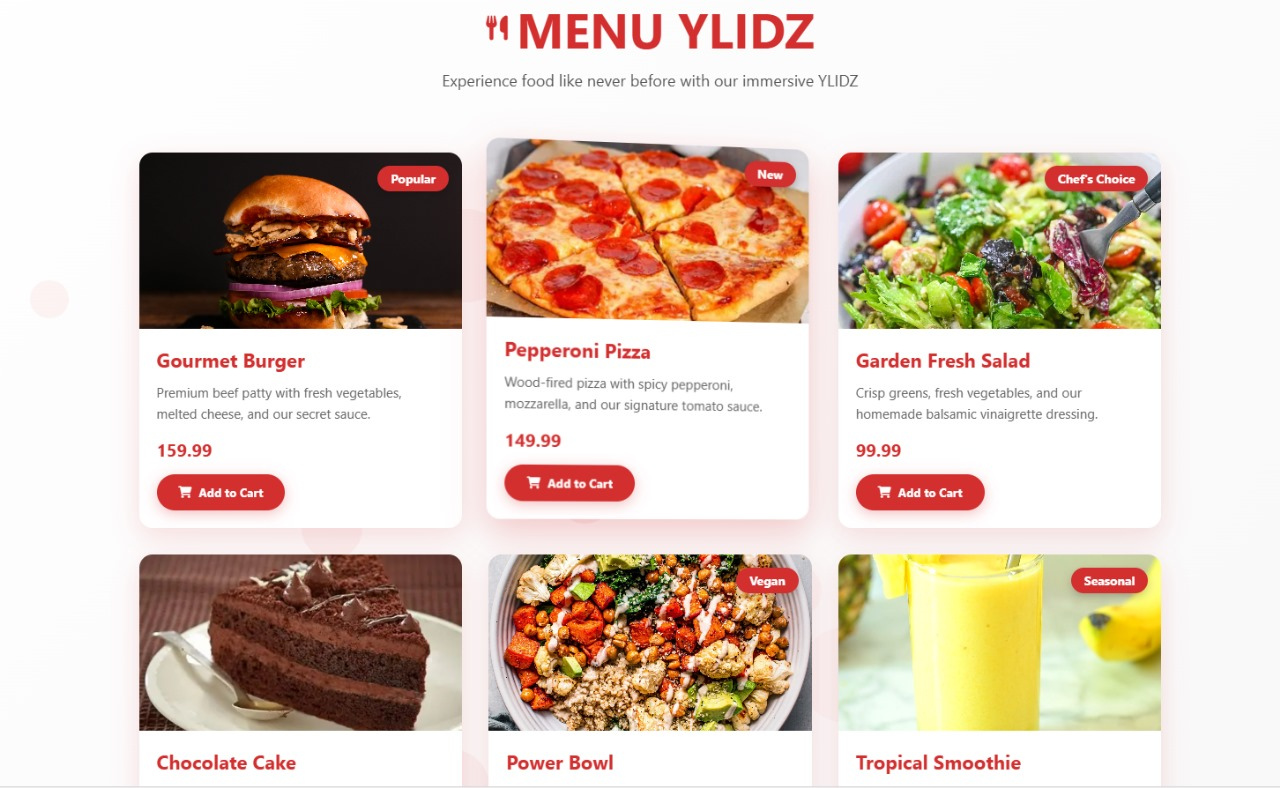 MENU YLIDZ
Experience food like never before with our immersive YLIDZ
Popular
Gourmet Burger
Premium beef patty with fresh vegetables,
melted cheese, and our secret sauce.
159.99
Add to Cart
New
Pepperoni Pizza
Wood-fired pizza with spicy pepperoni,
mozzarella, and our signature tomato sauce.
149.99
Add to Cart
Chef's Choice
Garden Fresh Salad
Crisp greens, fresh vegetables, and our
homemade balsamic vinaigrette dressing.
99.99
Add to Cart
Chocolate Cake
Vegan
Power Bowl
Seasonal
Tropical Smoothie